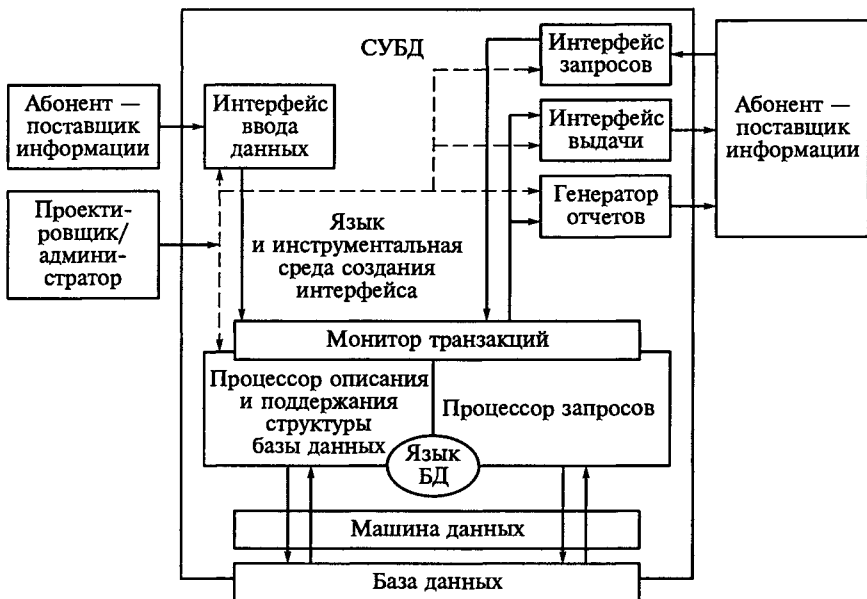 СУБД
Интерфейс
запросов
Абонент —
поставщик
информации
Интерфейс
ввода
данных
Интерфейс
выдачи
Абонент —
поставщик
информации
Генератор
отчетов
Проекти-
ровщик/
админи-
стратор
Язык
и инструментальная
среда создания
интерфейса
Монитор транзакций
Процессор описания
и поддержания
структуры
базы данных
Процессор запросов
Язык
БД
Машина данных
База данных